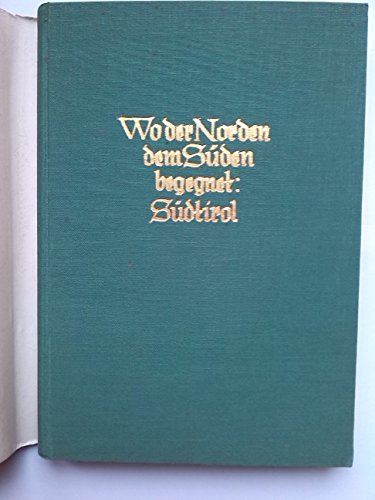 Wo der Norden
dem Süden
begegnet:
Südtirol